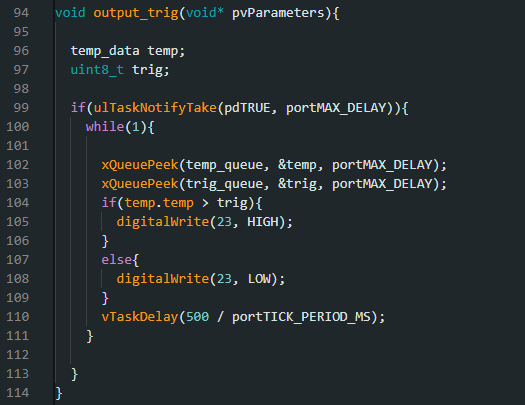 94 void output_trig(void* pvParameters){
95
96 temp_data temp;
97 uint8_t trig;
98
99 if(ulTaskNotifyTake(pdTRUE, portMAX_DELAY)){
100 while(1){
101
102 xQueuePeek(temp_queue, &temp, portMAX_DELAY);
103 xQueuePeek(trig_queue, &trig, portMAX_DELAY);
104 if(temp.temp > trig){
105 digitalWrite(23, HIGH);
106 }
107 else{
108 digitalWrite(23, LOW);
109 }
110 vTaskDelay(500 / portTICK_PERIOD_MS);
111 }
112
113 }
114 }